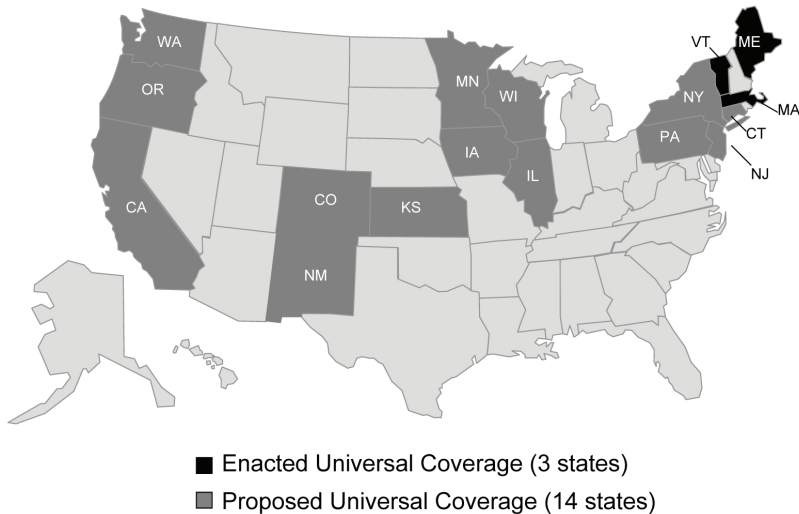 WA
OR
CA
CO
NM
KS
MN
WI
IA
IL
NY
PA
VT
ME
MA
CT
NJ
Enacted Universal Coverage (3 states)
Proposed Universal Coverage (14 states)